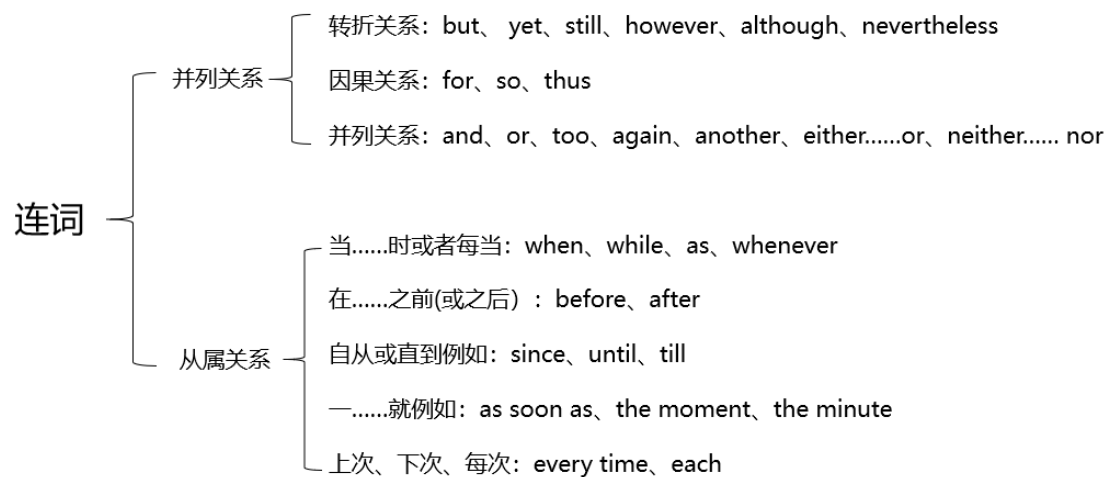 转折关系：but、 yet、still、however、although、nevertheless
并列关系
因果关系：for、so、thus
并列关系：and、or、too、again、another、either……or、neither…… nor
连词
当……时或者每当：when、while、as、whenever
在……之前(或之后）：before、after
从属关系
自从或直到例如：since、until、till
一……就例如：as soon as、the moment、the minute
上次、下次、每次：every time、each